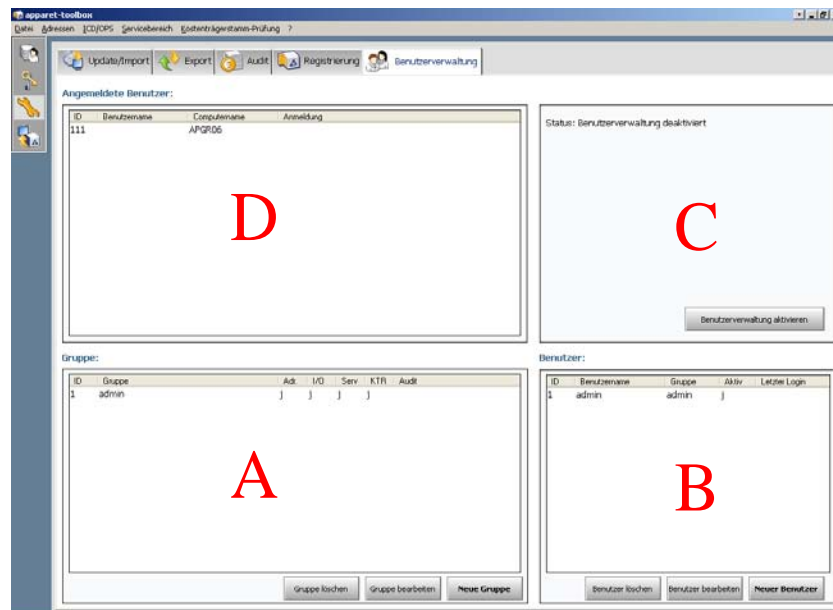 apparet-toolbox
Datei Adressen ICD/OPS Servicebereich Kostenträgerstamm-Prüfung ?
Update/Import Export Audit Registrierung Benutzerverwaltung
Angemeldete Benutzer:
ID Benutzername Computername Anmeldung
111 APGR06
D
Status: Benutzerverwaltung deaktiviert
C
Benutzerverwaltung aktivieren
Gruppe:
ID Gruppe Adr. I/O Serv KTR Audit
1 admin j j j j
A
Gruppe löschen Gruppe bearbeiten Neue Gruppe
Benutzer:
ID Benutzername Gruppe Aktiv Letzter Login
1 admin admin j
B
Benutzer löschen Benutzer bearbeiten Neuer Benutzer